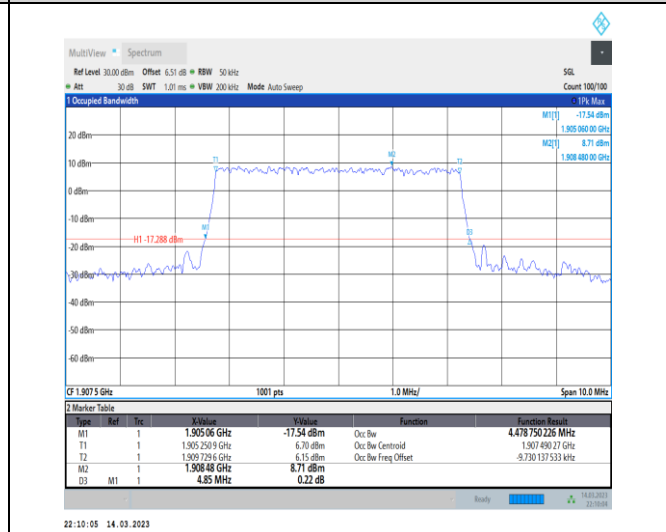 MultiView Spectrum
Ref Level 30.00 dBm Offset 6.51 dB RBW 50 kHz SGL
Att 30 dB SWT 1.01 ms VBW 200 kHz Mode Auto Sweep Count 100/100
1 Occupied Bandwidth 1Pk Max
M1[1] -17.54 dBm
1.905 060 00 GHz
M2[1] 8.71 dBm
1.908 480 00 GHz
20 dBm
M2
T1 T2
10 dBm
0 dBm
-10 dBm
M1
D3
H1 -17.288 dBm
-20 dBm
-30 dBm
-40 dBm
-50 dBm
-60 dBm
CF 1.907 5 GHz 1001 pts 1.0 MHz/ Span 10.0 MHz
2 Marker Table
Type Ref Trc X-Value Y-Value Function Function Result
M1 1 1.905 06 GHz -17.54 dBm Occ Bw 4.478 750 226 MHz
T1 1 1.905 250 9 GHz 6.70 dBm Occ Bw Centroid 1.907 490 27 GHz
T2 1 1.909 729 6 GHz 6.15 dBm Occ Bw Freq Offset -9.730 137 533 kHz
M2 1 1.908 48 GHz 8.71 dBm
D3 M1 1 4.85 MHz 0.22 dB
Ready 14.03.2023
22:10:04
22:10:05 14.03.2023